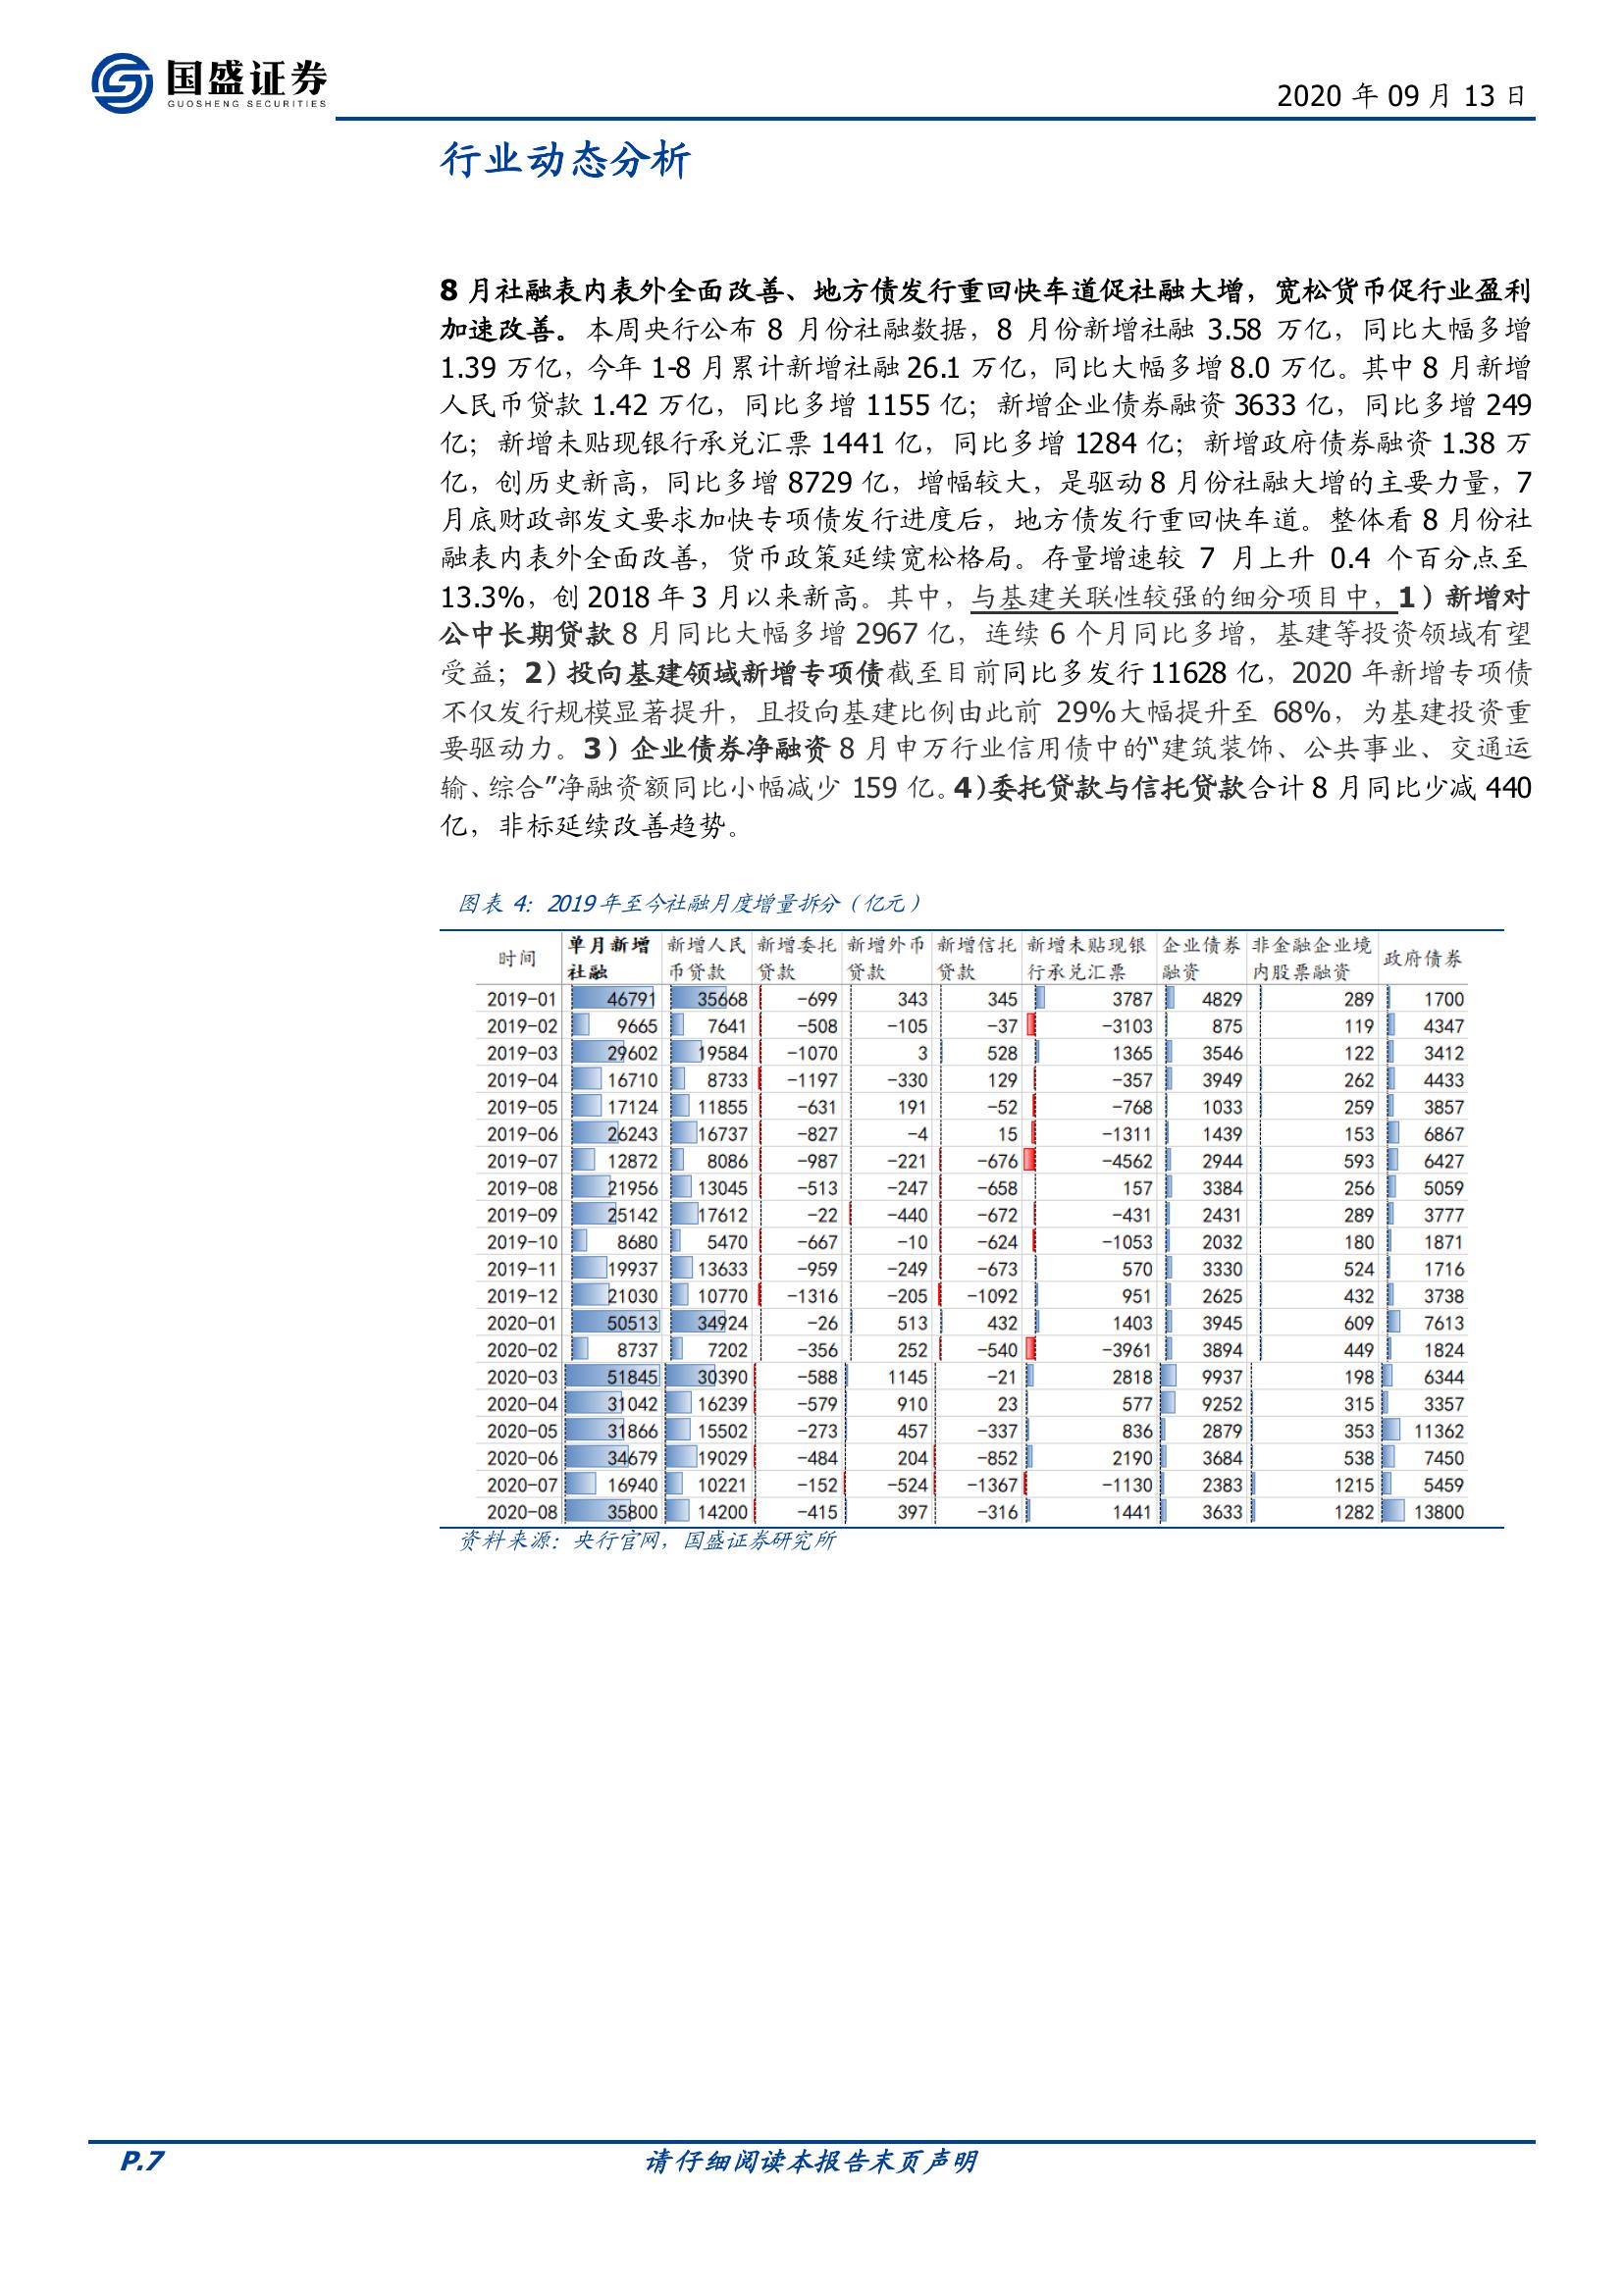 国盛证券
GUOSHENG SECURITIES
2020 年 09 月 13 日
行业动态分析
8 月社融表内表外全面改善、地方债发行重回快车道促社融大增，宽松货币促行业盈利
加速改善。本周央行公布 8 月份社融数据，8 月份新增社融 3.58 万亿，同比大幅多增
1.39 万亿，今年 1-8 月累计新增社融 26.1 万亿，同比大幅多增 8.0 万亿。其中 8 月新增
人民币贷款 1.42 万亿，同比多增 1155 亿；新增企业债券融资 3633 亿，同比多增 249
亿；新增未贴现银行承兑汇票 1441 亿，同比多增 1284 亿；新增政府债券融资 1.38 万
亿，创历史新高，同比多增 8729 亿，增幅较大，是驱动 8 月份社融大增的主要力量，7
月底财政部发文要求加快专项债发行进度后，地方债发行重回快车道。整体看 8 月份社
融表内表外全面改善，货币政策延续宽松格局。存量增速较 7 月上升 0.4 个百分点至
13.3%，创 2018 年 3 月以来新高。其中，与基建关联性较强的细分项目中，1）新增对
公中长期贷款 8 月同比大幅多增 2967 亿，连续 6 个月同比多增，基建等投资领域有望
受益；2）投向基建领域新增专项债截至目前同比多发行 11628 亿，2020 年新增专项债
不仅发行规模显著提升，且投向基建比例由此前 29%大幅提升至 68%，为基建投资重
要驱动力。3）企业债券净融资 8 月申万行业信用债中的“建筑装饰、公共事业、交通运
输、综合”净融资额同比小幅减少 159 亿。4)委托贷款与信托贷款合计 8 月同比少减 440
亿，非标延续改善趋势。
图表 4：2019 年至今社融月度增量拆分（亿元）
时间 单月新增社融 新增人民币贷款 新增委托贷款 新增外币贷款 新增信托贷款 新增未贴现银行承兑汇票 企业债券融资 非金融企业境内股票融资 政府债券
2019-01 46791 35668 -699 343 345 3787 4829 289 1700
2019-02 9665 7641 -508 -105 -37 -3103 875 119 4347
2019-03 29602 19584 -1070 3 528 1365 3546 122 3412
2019-04 16710 8733 -1197 -330 129 -357 3949 262 4433
2019-05 17124 11855 -631 191 -52 -768 1033 259 3857
2019-06 26243 16737 -827 -4 15 -1311 1439 153 6867
2019-07 12872 8086 -987 -221 -676 -4562 2944 593 6427
2019-08 21956 13045 -513 -247 -658 157 3384 256 5059
2019-09 25142 17612 -22 -440 -672 -431 2431 289 3777
2019-10 8680 5470 -667 -10 -624 -1053 2032 180 1871
2019-11 19937 13633 -959 -249 -673 570 3330 524 1716
2019-12 21030 10770 -1316 -205 -1092 951 2625 432 3738
2020-01 50513 34924 -26 513 432 1403 3945 609 7613
2020-02 8737 7202 -356 252 -540 -3961 3894 449 1824
2020-03 51845 30390 -588 1145 -21 2818 9937 198 6344
2020-04 31042 16239 -579 910 23 577 9252 315 3357
2020-05 31866 15502 -273 457 -337 836 2879 353 11362
2020-06 34679 19029 -484 204 -852 2190 3684 538 7450
2020-07 16940 10221 -152 -524 -1367 -1130 2383 1215 5459
2020-08 35800 14200 -415 397 -316 1441 3633 1282 13800
资料来源：央行官网，国盛证券研究所
P.7
请仔细阅读本报告末页声明